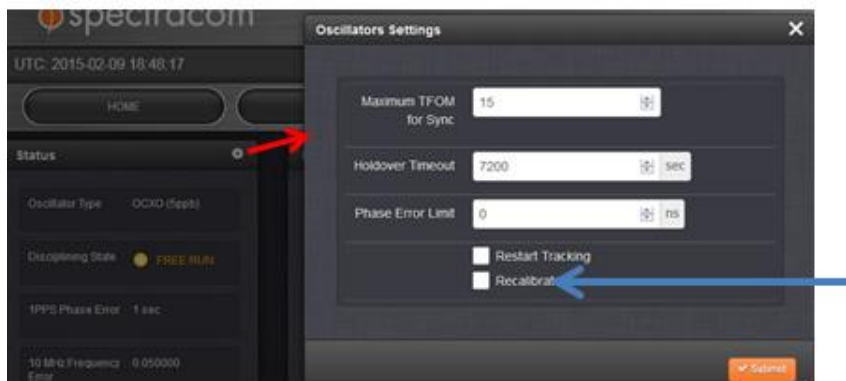 spectracom
Oscillators Settings
UTC: 2015-02-09 18:48:17
HOME
Status
Maximum TFOM
for Sync
15
Holdover Timeout
7200
sec
Phase Error Limit
0
ns
Restart Tracking
Recalibrat
Oscillator Type
OCXO (5ppb)
Disciplining State
FREE RUN
1PPS Phase Error
1 sec
10 MHz Frequency
Error
0.050000
Submit